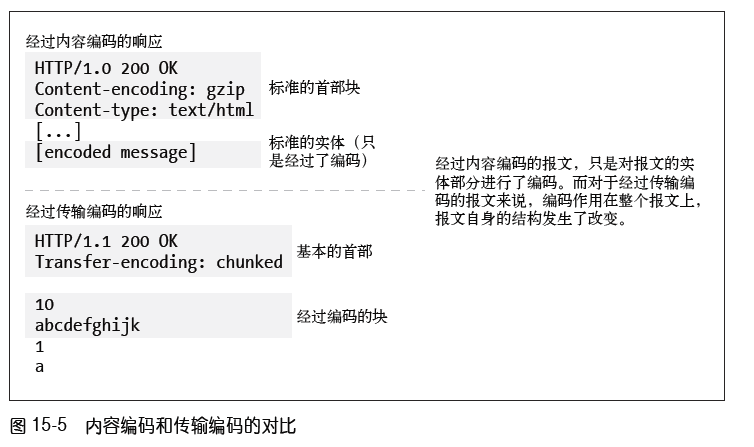 经过内容编码的响应
HTTP/1.0 200 OK
Content-encoding: gzip
Content-type: text/html
标准的首部块
[...]
[encoded message]
标准的实体（只
是经过了编码）
经过传输编码的响应
HTTP/1.1 200 OK
Transfer-encoding: chunked
基本的首部
10
abcdefghijk
经过编码的块
1
a
经过内容编码的报文，只是对报文的实
体部分进行了编码。而对于经过传输编
码的报文来说，编码作用在整个报文上，
报文自身的结构发生了改变。
图 15-5 内容编码和传输编码的对比